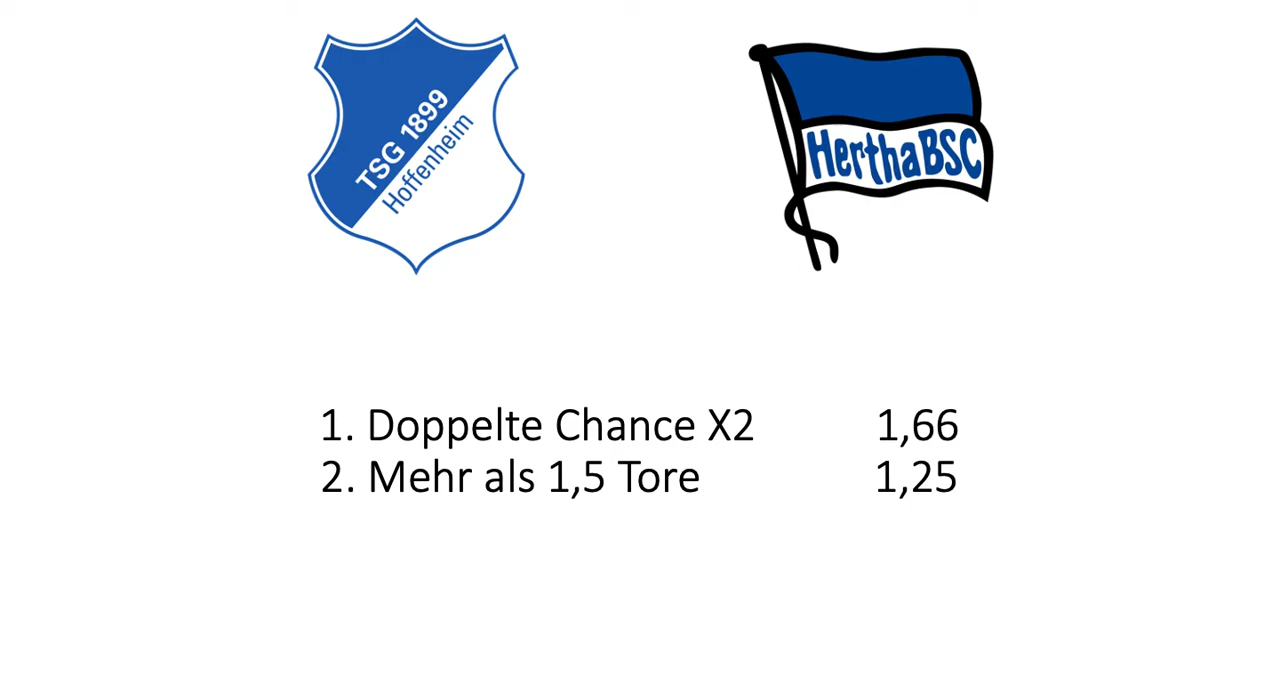 TSG 1899
Hoffenheim
HerthaBSC
1. Doppelte Chance X2 1,66
2. Mehr als 1,5 Tore 1,25